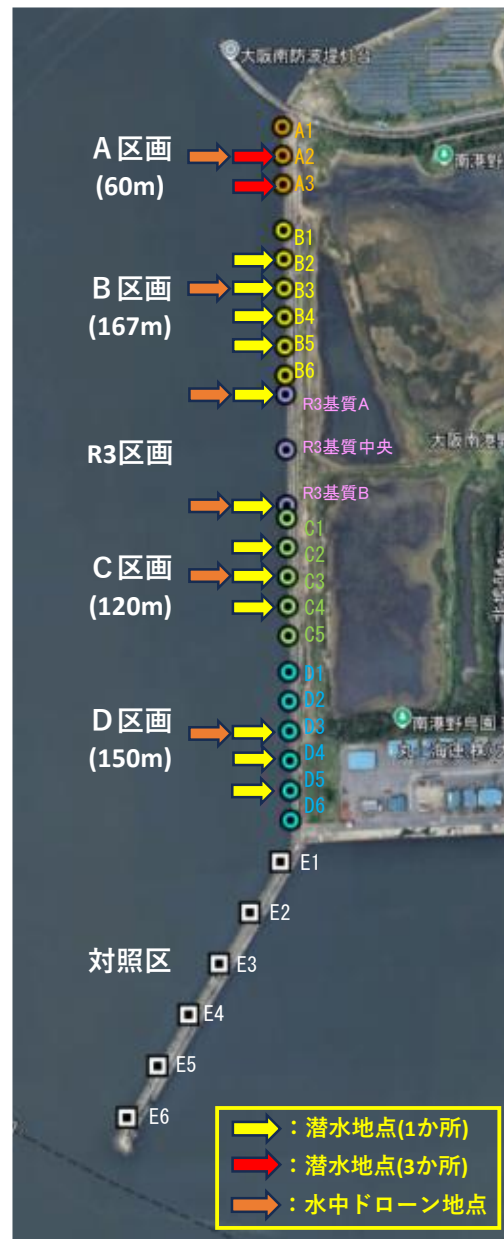 大阪南防波堤灯台
A1
A区画
(60m)
A2
南港野
A3
B1
B2
B区画
(167m)
B3
B4
B5
B6
R3基質A
R3区画
R3基質中央
大阪南港野
R3基質B
C1
C2
C区画
(120m)
C3
C4
C5
D1
D2
D区画
(150m)
D3
南港野鳥園
D4
D5
D6
E1
E2
対照区
E3
E4
E5
E6
：潜水地点(1か所)
：潜水地点(3か所)
：水中ドローン地点